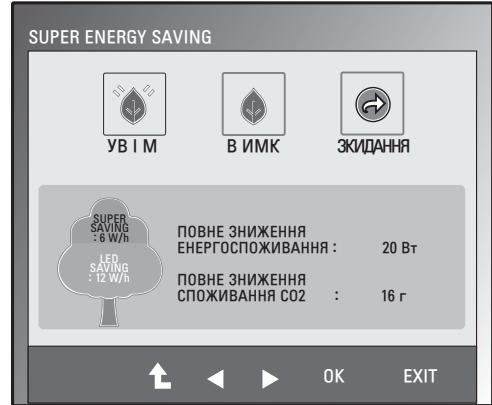 SUPER ENERGY SAVING
УВ І М
В ИМК
ЗКИДАННЯ
SUPER
SAVING
: 6 W/h
LED
SAVING
: 12 W/h
ПОВНЕ ЗНИЖЕННЯ
ЕНЕРГОСПОЖИВАННЯ : 20 Вт
ПОВНЕ ЗНИЖЕННЯ
СПОЖИВАННЯ СО2 : 16 г
OK EXIT